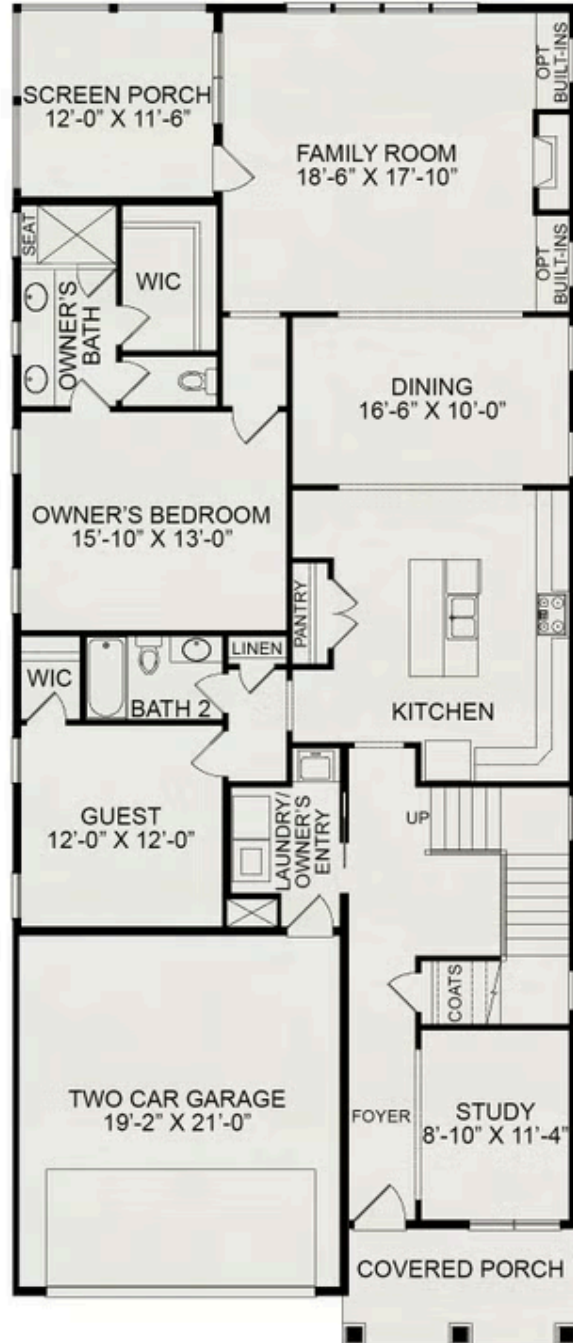 SCREEN PORCH
12'-0" X 11'-6"
FAMILY ROOM
18'-6" X 17'-10"
OPT
BUILT-INS
OPT
BUILT-INS
SEAT
OWNER'S
BATH
WIC
DINING
16'-6" X 10'-0"
OWNER'S BEDROOM
15'-10" X 13'-0"
PANTRY
LINEN
WIC
BATH 2
KITCHEN
GUEST
12'-0" X 12'-0"
LAUNDRY/
OWNER'S
ENTRY
UP
COATS
TWO CAR GARAGE
19'-2" X 21'-0"
FOYER
STUDY
8'-10" X 11'-4"
COVERED PORCH